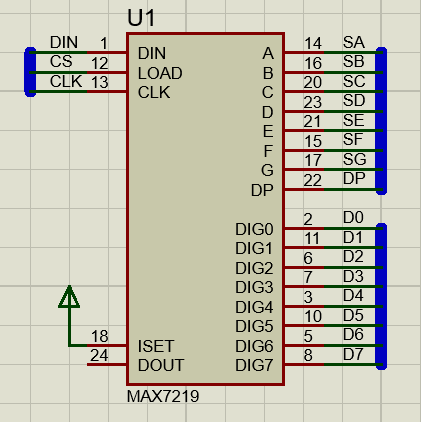 U1
DIN 1 DIN A 14 SA
CS 12 LOAD B 16 SB
CLK 13 CLK C 20 SC
D 23 SD
E 21 SE
F 15 SF
G 17 SG
DP 22 DP
DIG0 2 D0
DIG1 11 D1
DIG2 6 D2
DIG3 7 D3
DIG4 3 D4
DIG5 10 D5
18 ISET DIG6 5 D6
24 DOUT DIG7 8 D7
MAX7219